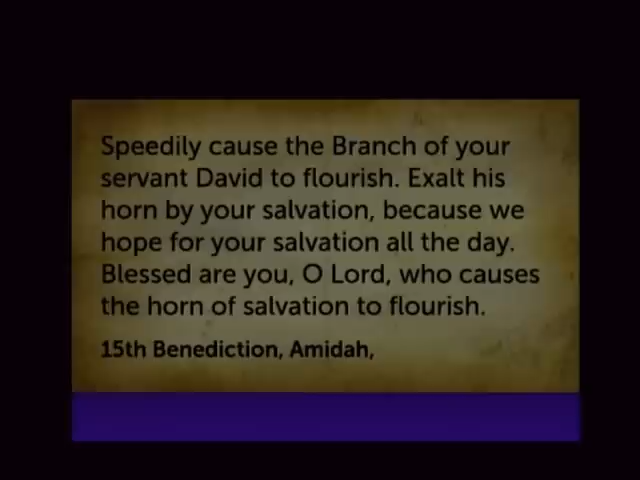 Speedily cause the Branch of your
servant David to flourish. Exalt his
horn by your salvation, because we
hope for your salvation all the day.
Blessed are you, O Lord, who causes
the horn of salvation to flourish.
15th Benediction, Amidah,